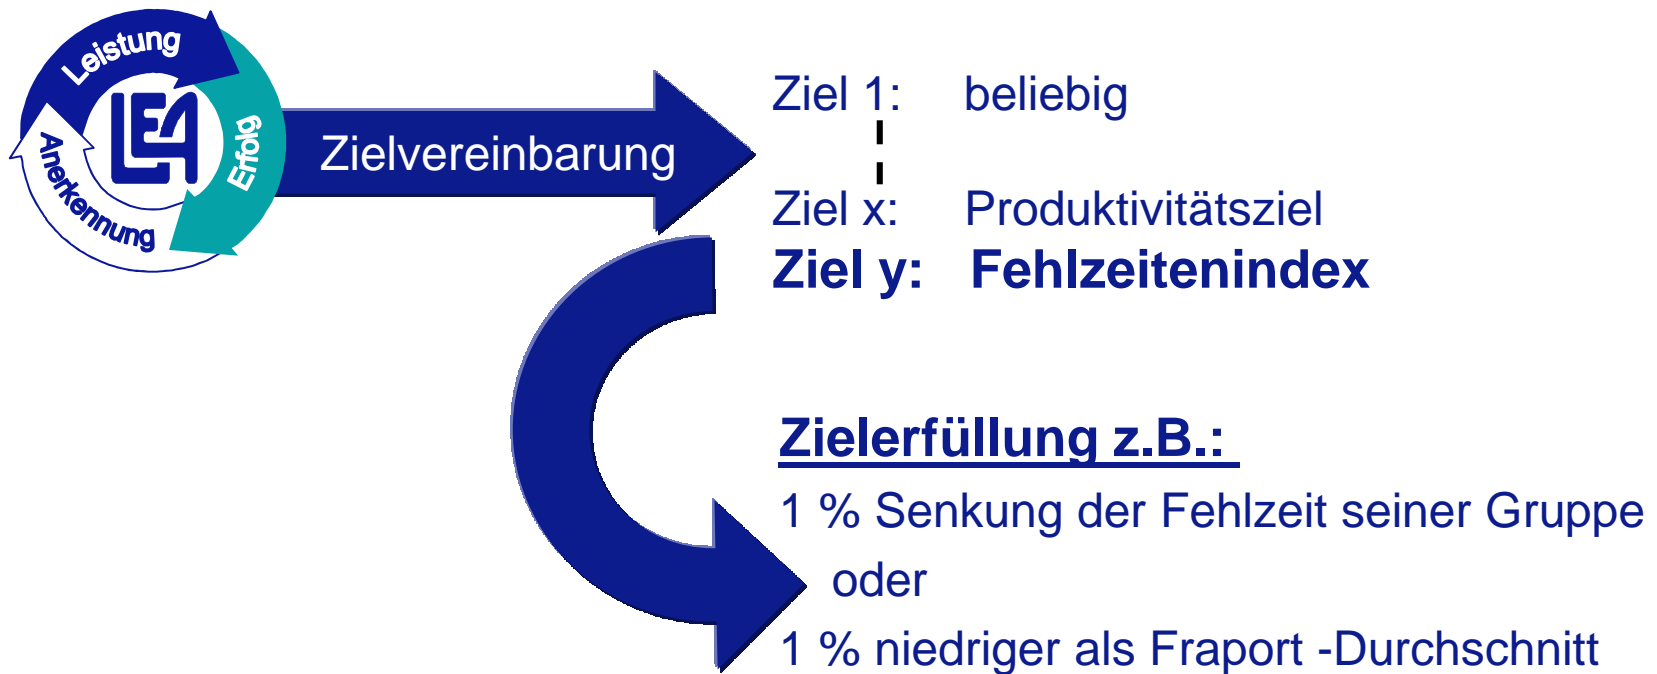 Leistung
Erfolg
Anerkennung
LEA
Zielvereinbarung
Ziel 1: beliebig
Ziel x: Produktivitätsziel
Ziel y: Fehlzeitenindex
Zielerfüllung z.B.:
1 % Senkung der Fehlzeit seiner Gruppe
oder
1 % niedriger als Fraport -Durchschnitt